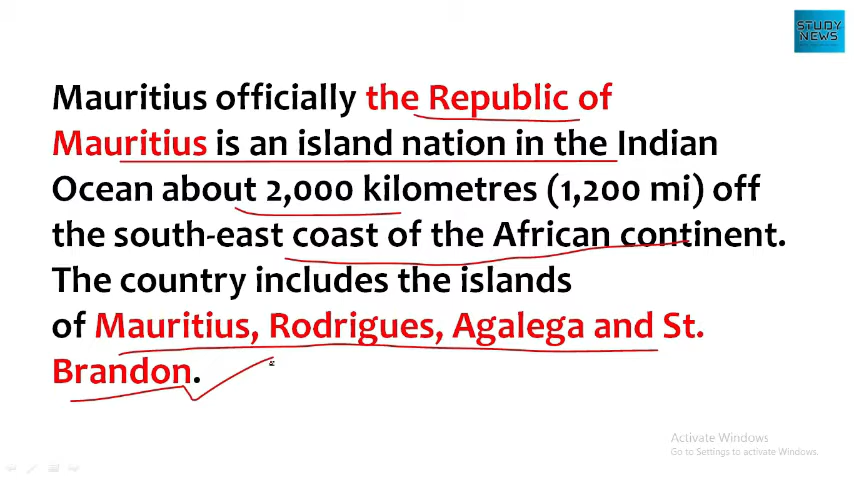 STUDY
NEWS
Mauritius officially the Republic of
Mauritius is an island nation in the Indian
Ocean about 2,000 kilometres (1,200 mi) off
the south-east coast of the African continent.
The country includes the islands
of Mauritius, Rodrigues, Agalega and St.
Brandon.
Activate Windows
Go to Settings to activate Windows.